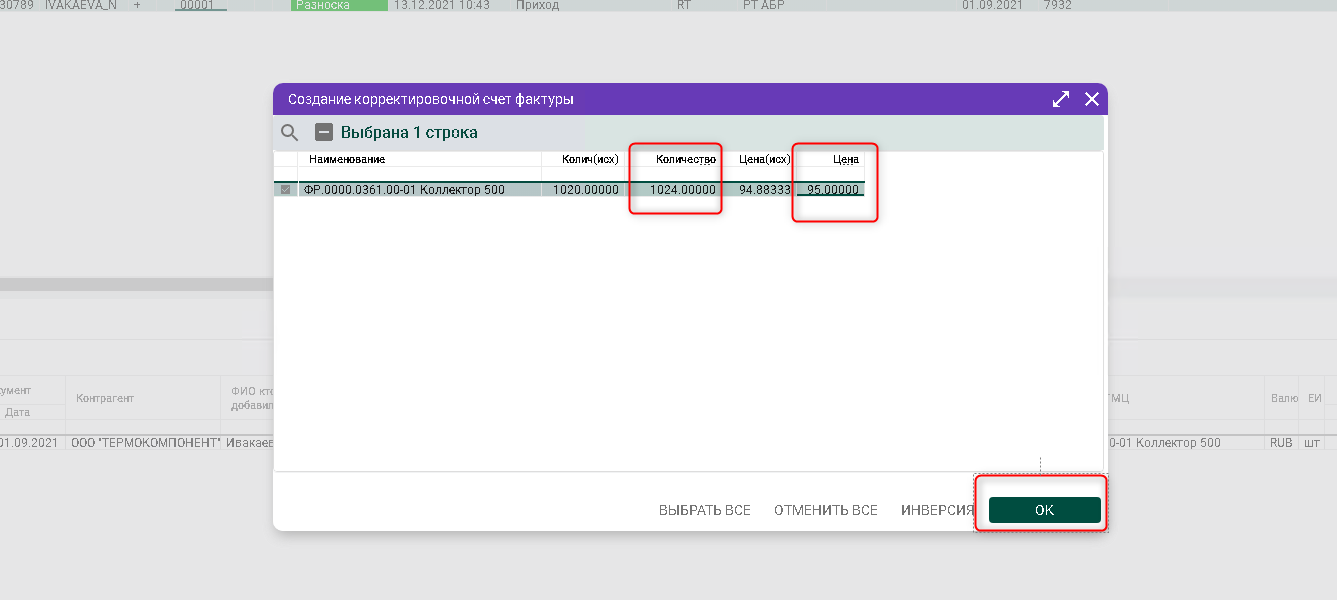 30789 IVAKAEVA_N + 00001 Разноска 13.12.2021 10:43 Приход RT РТ АБР 01.09.2021 7932
Создание корректировочной счет фактуры
Выбрана 1 строка
Наименование Колич(исх) Количество Цена(исх) Цена
ФР.0000.0361.00-01 Коллектор 500 1020.00000 1024.00000 94.88333 95.00000
умент Контрагент ФИО кто ТМЦ Валю ЕИ
Дата добавил
01.09.2021 ООО "ТЕРМОКОМПОНЕНТ" Ивакаев 0-01 Коллектор 500 RUB шт
ВЫБРАТЬ ВСЕ ОТМЕНИТЬ ВСЕ ИНВЕРСИЯ ОК